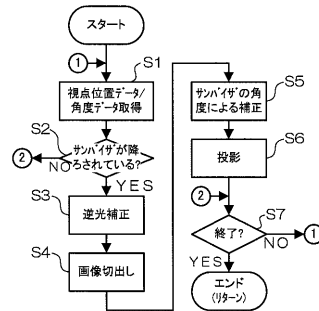 スタート
1
S1
視点位置データ/
角度データ取得
S2
サンバイザが降
ろされている?
2
NO
YES
S3
逆光補正
S4
画像切出し
S5
サンバイザの角
度による補正
S6
投影
2
S7
終了?
1
NO
YES
エンド
(リターン)